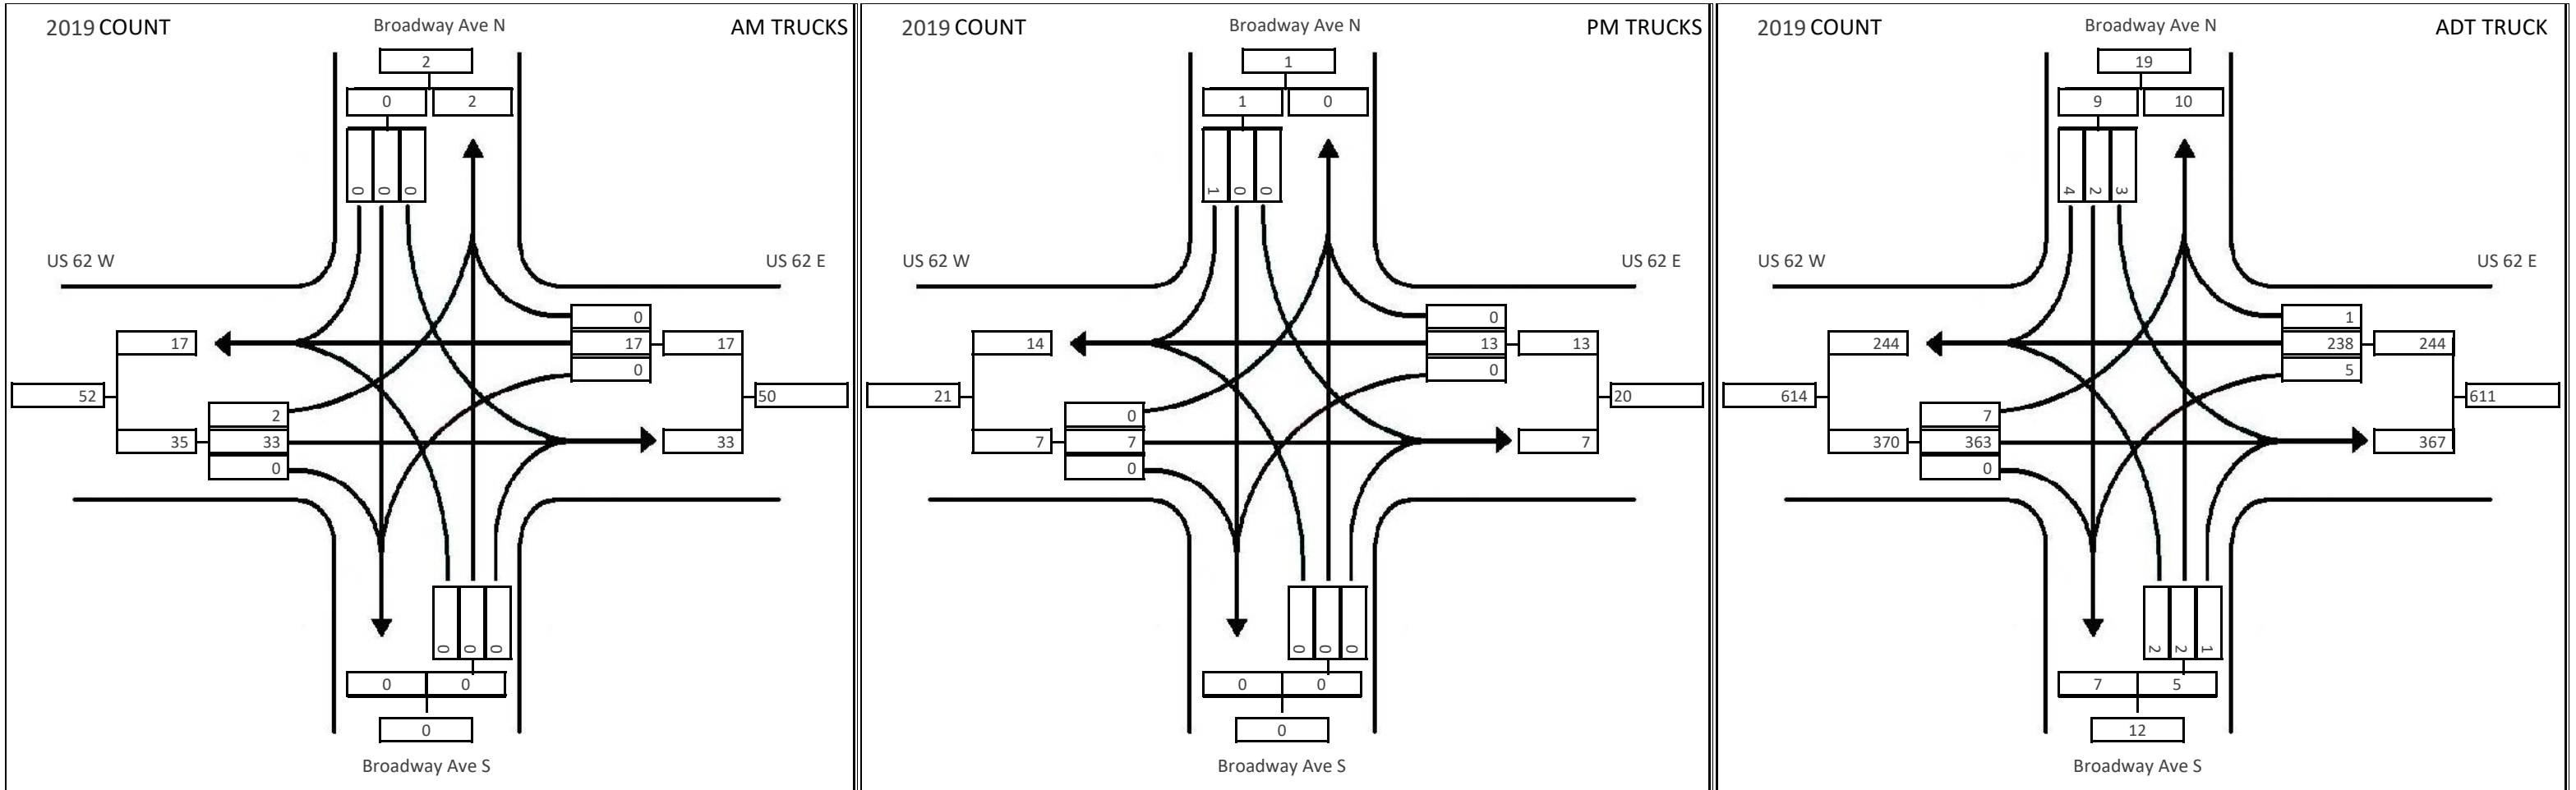 2019 COUNT
Broadway Ave N
AM TRUCKS
2
0 2
0 0 0
US 62 W
US 62 E
0
17 17 17
0
52
50
2
35 33 33
0
0 0 0
0 0
0
Broadway Ave S
2019 COUNT
Broadway Ave N
PM TRUCKS
1
1 0
1 0 0
US 62 W
US 62 E
0
14 13 13
0
21
20
0
7 7 7
0
0 0 0
0 0
0
Broadway Ave S
2019 COUNT
Broadway Ave N
ADT TRUCK
19
9 10
4 2 3
US 62 W
US 62 E
1
244 238 244
5
614
611
7
370 363 367
0
2 2 1
7 5
12
Broadway Ave S